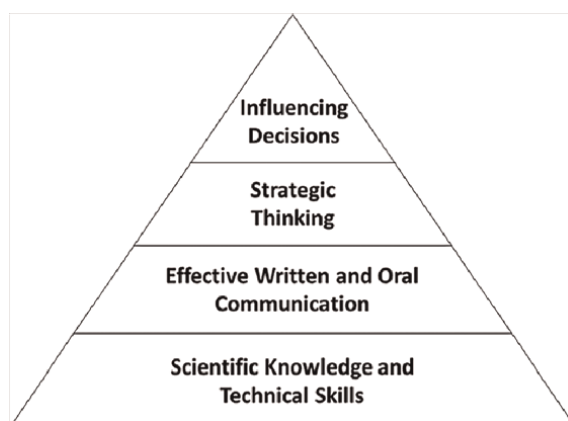 Influencing
Decisions
Strategic
Thinking
Effective Written and Oral
Communication
Scientific Knowledge and
Technical Skills